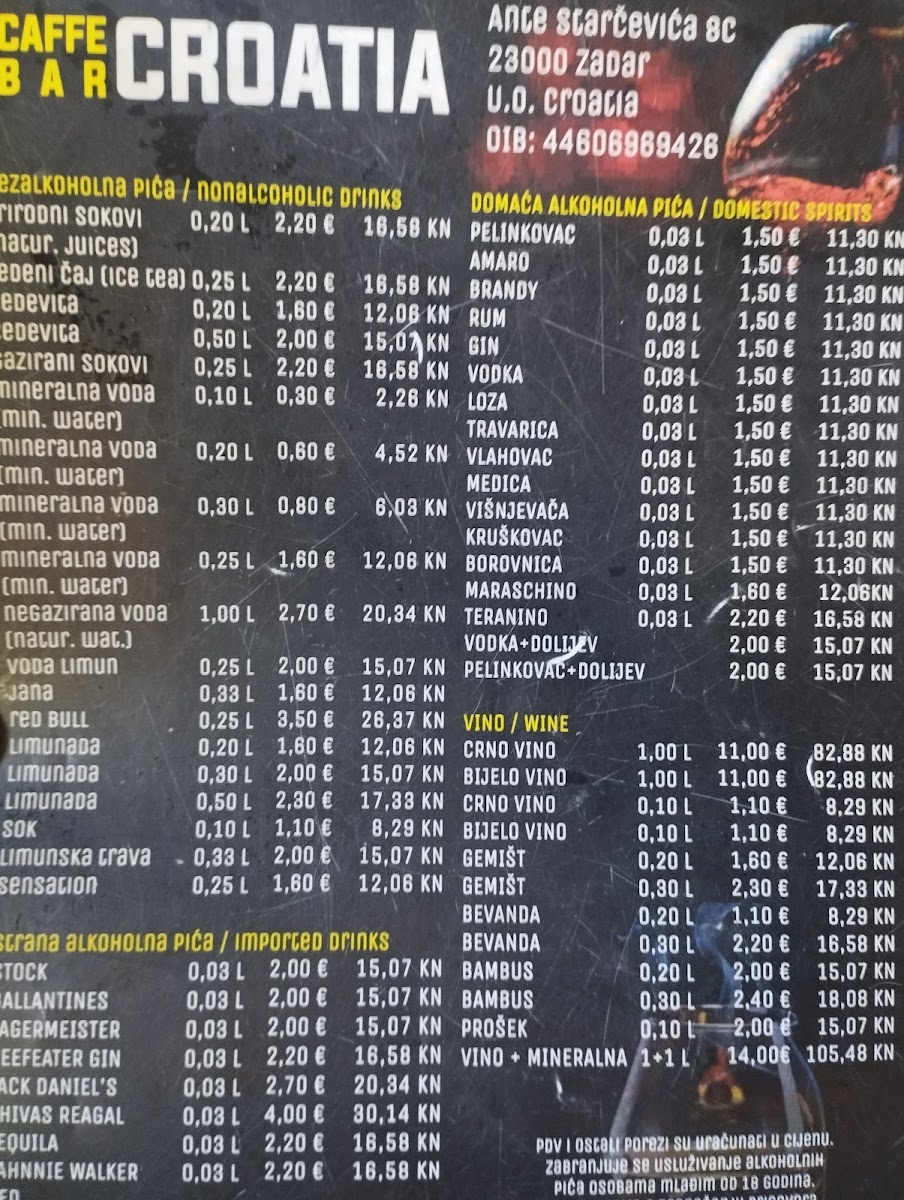 CAFFE
BAR
CROATIA
Ante Starčevića 8c
23000 Zadar
U.O. Croatia
OIB: 44606969426
EZALKOHOLNA PIĆA / NONALCOHOLIC DRINKS
RIRODNI SOKOVI 0,20 L 2,20 € 16,58 KN
NATUR. JUICES)
EDENI ČAJ (ICE TEA) 0,25 L 2,20 € 16,58 KN
EDEVITA 0,20 L 1,60 € 12,06 KN
EDEVITA 0,50 L 2,00 € 15,07 KN
GAZIRANI SOKOVI 0,25 L 2,20 € 16,58 KN
MINERALNA VODA 0,10 L 0,30 € 2,26 KN
(MIN. WATER)
MINERALNA VODA 0,20 L 0,60 € 4,52 KN
(MIN. WATER)
MINERALNA VODA 0,30 L 0,80 € 6,03 KN
(MIN. WATER)
MINERALNA VODA 0,25 L 1,60 € 12,06 KN
(MIN. WATER)
NEGAZIRANA VODA 1,00 L 2,70 € 20,34 KN
(NATUR. WAT.)
VODA LIMUN 0,25 L 2,00 € 15,07 KN
JANA 0,33 L 1,60 € 12,06 KN
RED BULL 0,25 L 3,50 € 26,37 KN
LIMUNADA 0,20 L 1,60 € 12,06 KN
LIMUNADA 0,30 L 2,00 € 15,07 KN
LIMUNADA 0,50 L 2,30 € 17,33 KN
SOK 0,10 L 1,10 € 8,29 KN
LIMUNSKA TRAVA 0,33 L 2,00 € 15,07 KN
SENSATION 0,25 L 1,60 € 12,06 KN
STRANA ALKOHOLNA PIĆA / IMPORTED DRINKS
STOCK 0,03 L 2,00 € 15,07 KN
ALLANTINES 0,03 L 2,00 € 15,07 KN
AGERMEISTER 0,03 L 2,00 € 15,07 KN
EEFEATER GIN 0,03 L 2,20 € 16,58 KN
ACK DANIEL'S 0,03 L 2,70 € 20,34 KN
HIVAS REAGAL 0,03 L 4,00 € 30,14 KN
EQUILA 0,03 L 2,20 € 16,58 KN
AHNNIE WALKER 0,03 L 2,20 € 16,58 KN
DOMAĆA ALKOHOLNA PIĆA / DOMESTIC SPIRITS
PELINKOVAC 0,03 L 1,50 € 11,30 KN
AMARO 0,03 L 1,50 € 11,30 KN
BRANDY 0,03 L 1,50 € 11,30 KN
RUM 0,03 L 1,50 € 11,30 KN
GIN 0,03 L 1,50 € 11,30 KN
VODKA 0,03 L 1,50 € 11,30 KN
LOZA 0,03 L 1,50 € 11,30 KN
TRAVARICA 0,03 L 1,50 € 11,30 KN
VLAHOVAC 0,03 L 1,50 € 11,30 KN
MEDICA 0,03 L 1,50 € 11,30 KN
VIŠNJEVAČA 0,03 L 1,50 € 11,30 KN
KRUŠKOVAC 0,03 L 1,50 € 11,30 KN
BOROVNICA 0,03 L 1,50 € 11,30 KN
MARASCHINO 0,03 L 1,60 € 12,06KN
TERANINO 0,03 L 2,20 € 16,58 KN
VODKA+DOLIJEV 2,00 € 15,07 KN
PELINKOVAC+DOLIJEV 2,00 € 15,07 KN
VINO / WINE
CRNO VINO 1,00 L 11,00 € 82,88 KN
BIJELO VINO 1,00 L 11,00 € 82,88 KN
CRNO VINO 0,10 L 1,10 € 8,29 KN
BIJELO VINO 0,10 L 1,10 € 8,29 KN
GEMIŠT 0,20 L 1,60 € 12,06 KN
GEMIŠT 0,30 L 2,30 € 17,33 KN
BEVANDA 0,20 L 1,10 € 8,29 KN
BEVANDA 0,30 L 2,20 € 16,58 KN
BAMBUS 0,20 L 2,00 € 15,07 KN
BAMBUS 0,30 L 2,40 € 18,08 KN
PROŠEK 0,10 L 2,00 € 15,07 KN
VINO + MINERALNA 1+1 L 14,00€ 105,48 KN
PDV I OSTALI POREZI SU URAČUNATI U CIJENU.
ZABRANJUJE SE USLUŽIVANJE ALKOHOLNIH
PIĆA OSOBAMA MLAĐIM OD 18 GODINA.